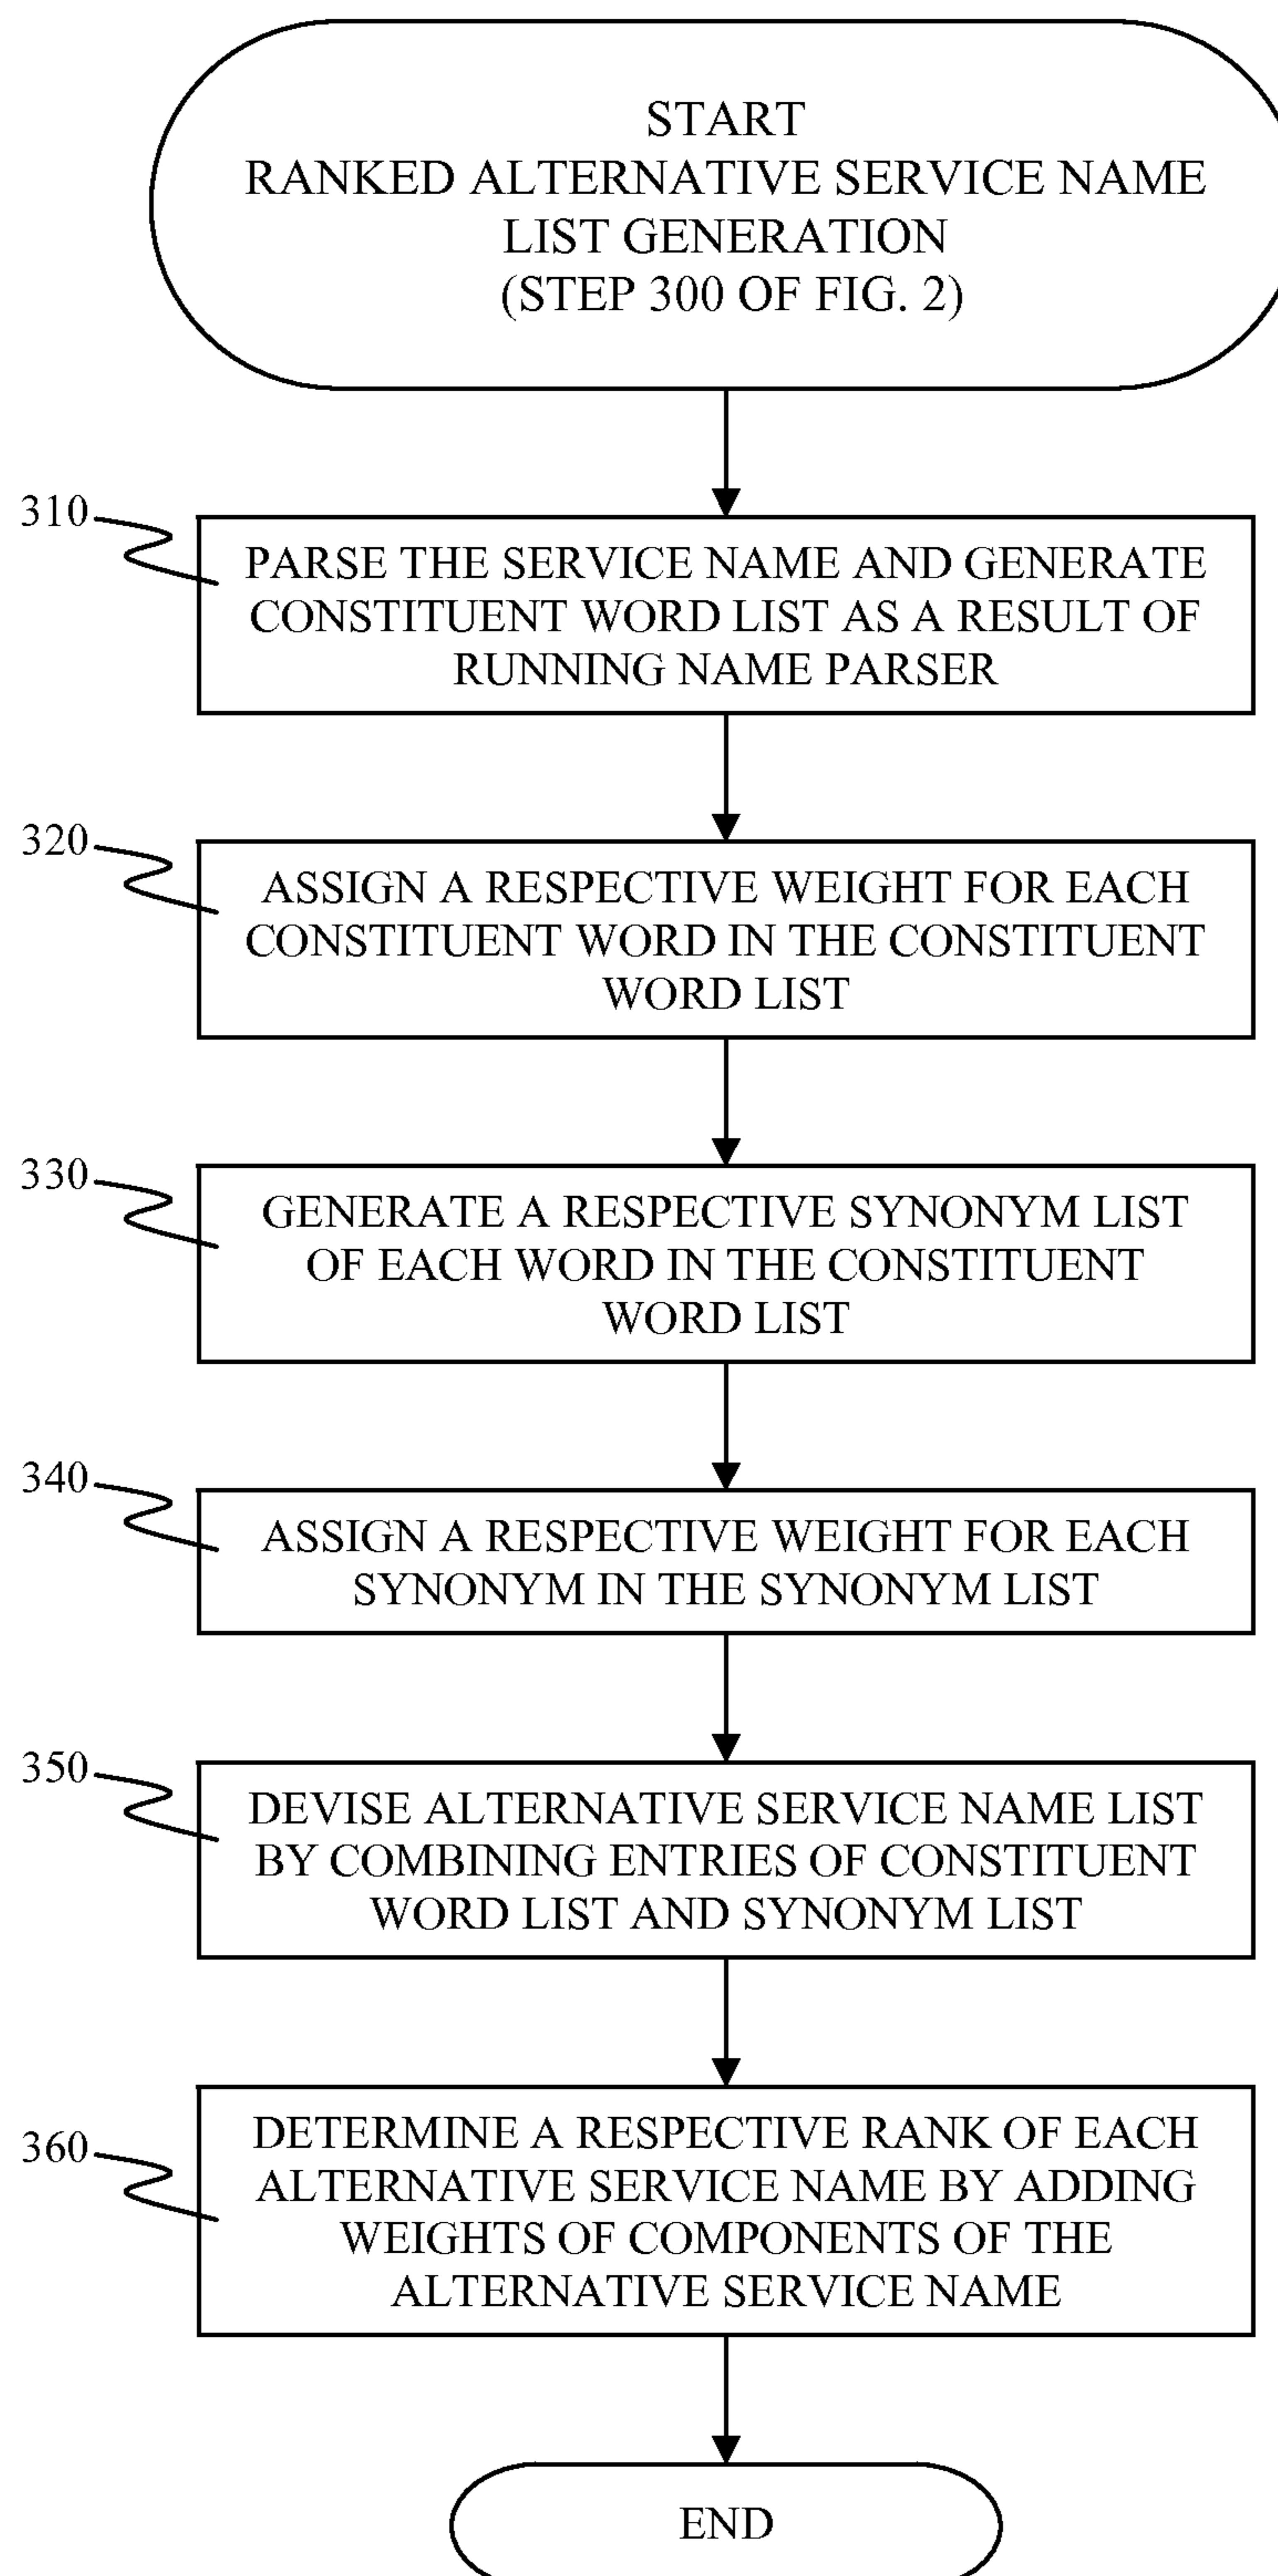 START
RANKED ALTERNATIVE SERVICE NAME
LIST GENERATION
(STEP 300 OF FIG. 2)
310
PARSE THE SERVICE NAME AND GENERATE
CONSTITUENT WORD LIST AS A RESULT OF
RUNNING NAME PARSER
320
ASSIGN A RESPECTIVE WEIGHT FOR EACH
CONSTITUENT WORD IN THE CONSTITUENT
WORD LIST
330
GENERATE A RESPECTIVE SYNONYM LIST
OF EACH WORD IN THE CONSTITUENT
WORD LIST
340
ASSIGN A RESPECTIVE WEIGHT FOR EACH
SYNONYM IN THE SYNONYM LIST
350
DEVISE ALTERNATIVE SERVICE NAME LIST
BY COMBINING ENTRIES OF CONSTITUENT
WORD LIST AND SYNONYM LIST
360
DETERMINE A RESPECTIVE RANK OF EACH
ALTERNATIVE SERVICE NAME BY ADDING
WEIGHTS OF COMPONENTS OF THE
ALTERNATIVE SERVICE NAME
END